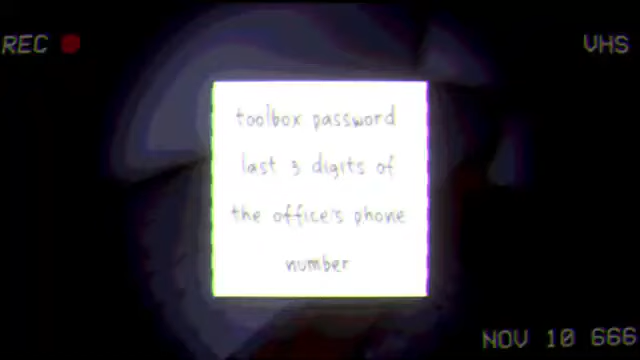 REC
VHS
toolbox password
last 3 digits of
the office's phone
number
NOV 10 666